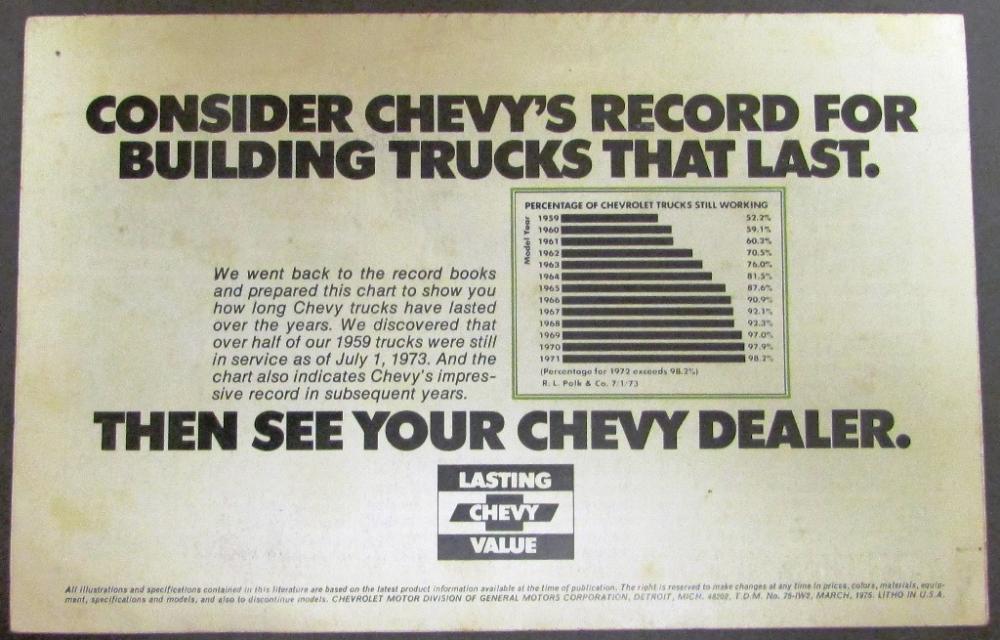 CONSIDER CHEVY'S RECORD FOR
BUILDING TRUCKS THAT LAST.
We went back to the record books
and prepared this chart to show you
how long Chevy trucks have lasted
over the years. We discovered that
over half of our 1959 trucks were still
in service as of July 1, 1973. And the
chart also indicates Chevy's impres-
sive record in subsequent years.
PERCENTAGE OF CHEVROLET TRUCKS STILL WORKING
Model Year
1959 52.2%
1960 59.1%
1961 60.3%
1962 70.5%
1963 76.0%
1964 81.5%
1965 87.6%
1966 90.9%
1967 92.1%
1968 92.3%
1969 97.0%
1970 97.9%
1971 98.2%
(Percentage for 1972 exceeds 98.2%)
R. L. Polk & Co. 7/1/73
THEN SEE YOUR CHEVY DEALER.
LASTING
CHEVY
VALUE
All illustrations and specifications contained in this literature are based on the latest product information available at the time of publication. The right is reserved to make changes at any time in prices, colors, materials, equip-
ment, specifications and models, and also to discontinue models. CHEVROLET MOTOR DIVISION OF GENERAL MOTORS CORPORATION, DETROIT, MICH. 48202, T.D.M. No. MARCH, 1975. LITHO IN U.S.A.